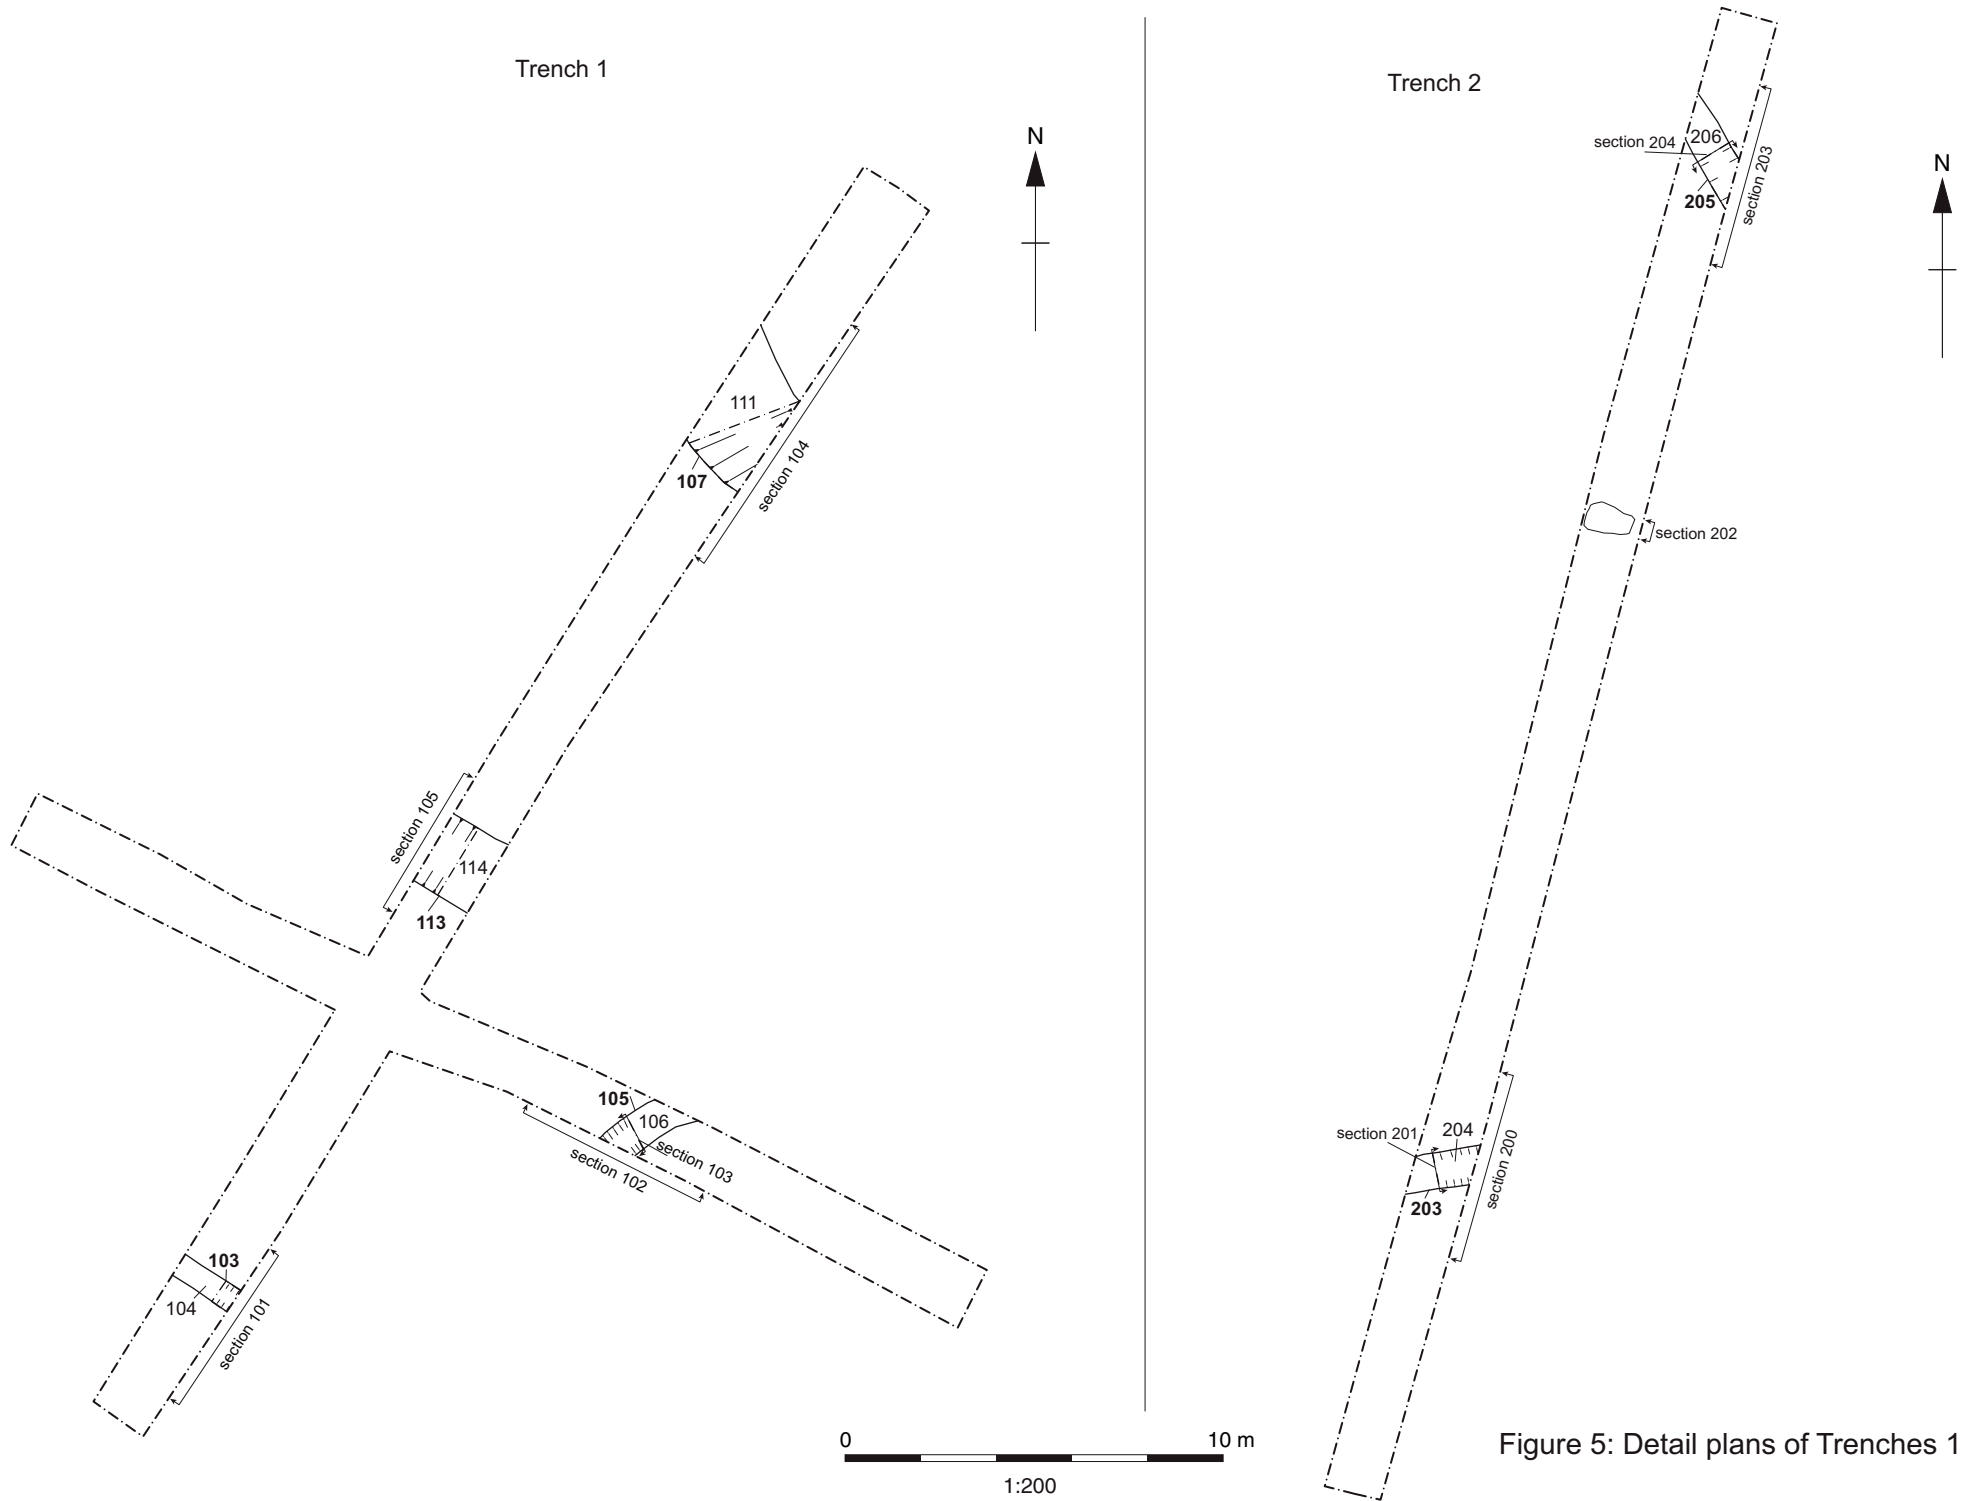 Trench 1
N
111
107
section 104
section 105
114
113
105
106
section 103
section 102
103
104
section 101
Trench 2
N
section 204
206
205
section 203
section 202
section 201
204
203
section 200
0
10 m
1:200
Figure 5: Detail plans of Trenches 1